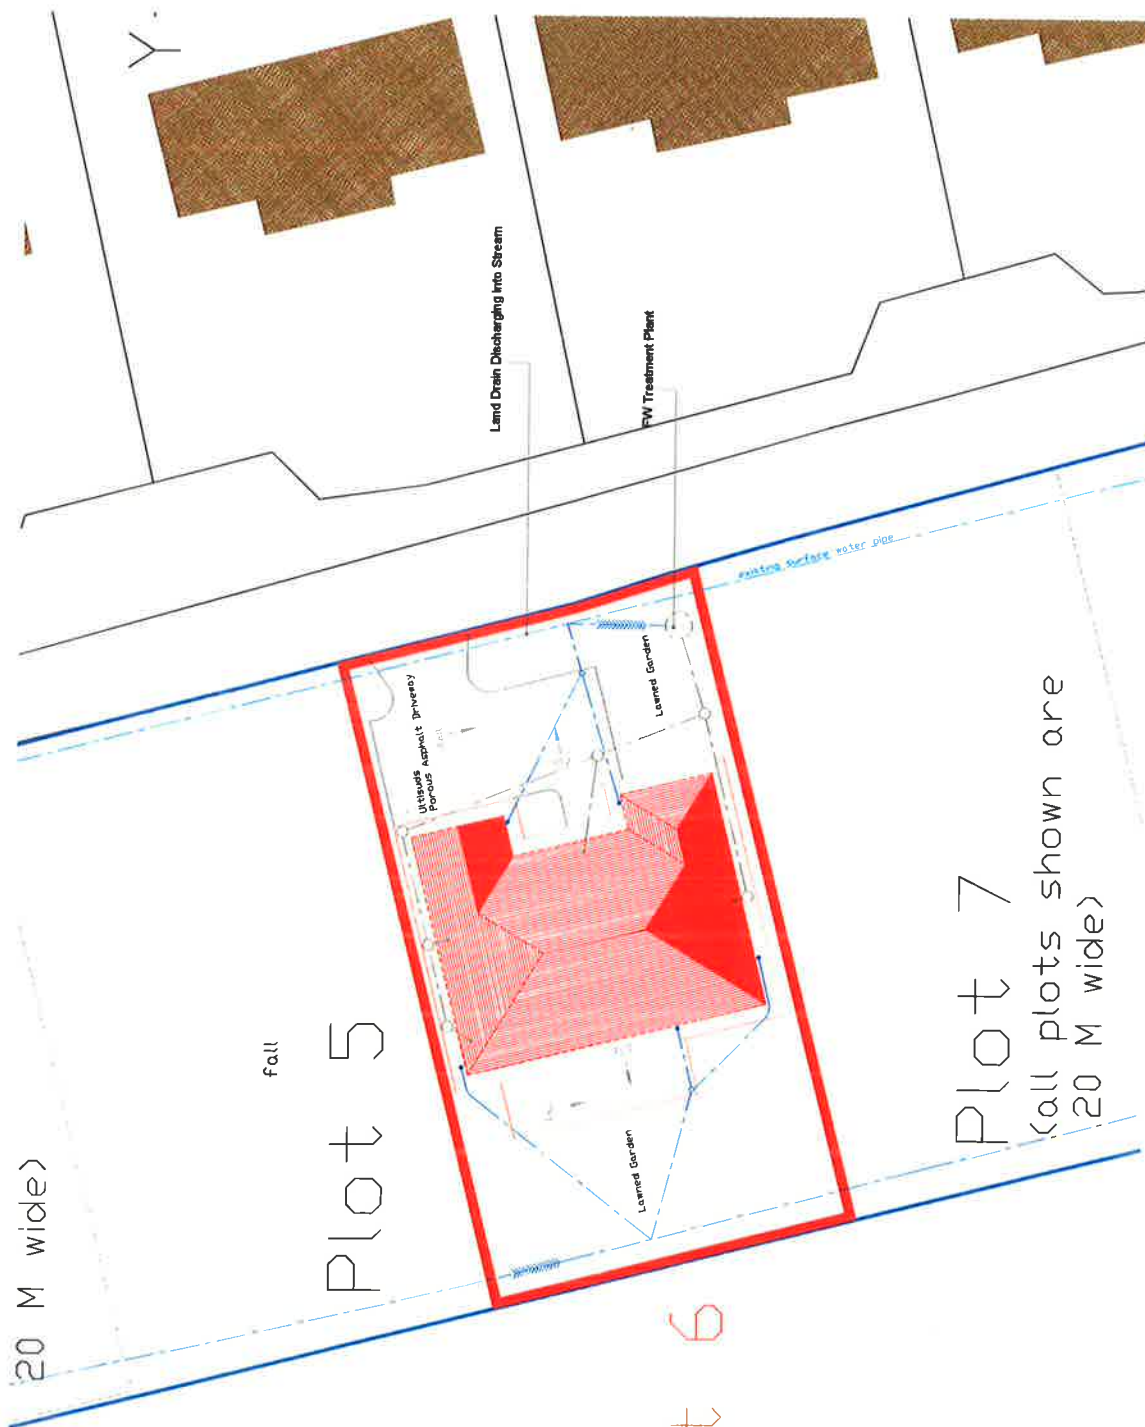 Y.
Land Drain Discharging Into Stream
FW Treatment Plant
existing surface water pipe
Ultisuds
Porous Asphalt Driveway
Lawned Garden
fall
Plot 5
20 M wide)
Lawned Garden
Plot 7
(all plots shown are
20 M wide)
t 6